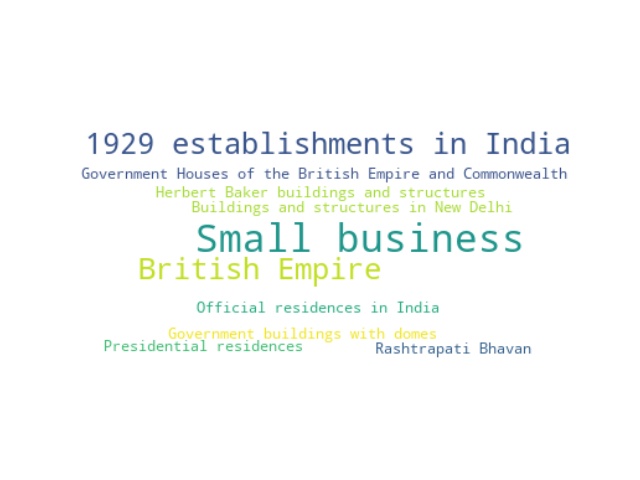 1929 establishments in India
Government Houses of the British Empire and Commonwealth
Herbert Baker buildings and structures
Buildings and structures in New Delhi
Small business
British Empire
Official residences in India
Government buildings with domes
Presidential residences
Rashtrapati Bhavan